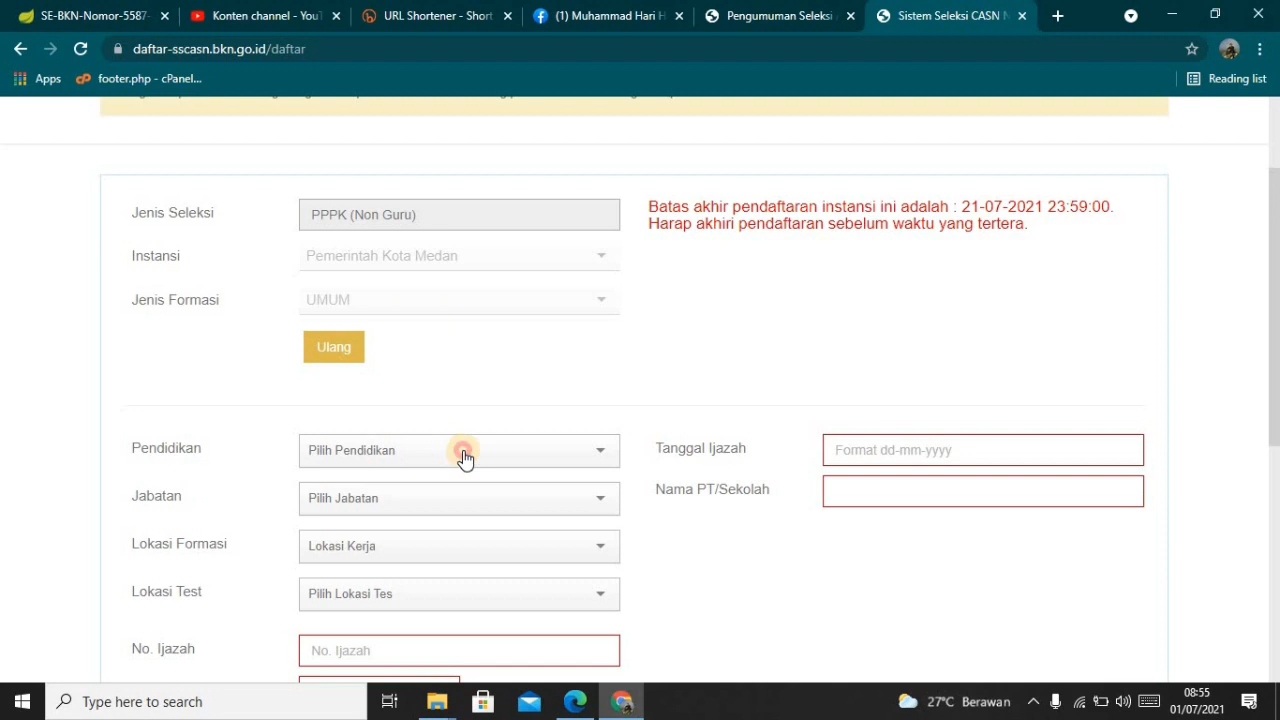 SE-BKN-Nomor-5587-
Konten channel - YouT
URL Shortener - Short
(1) Muhammad Hari H
Pengumuman Seleksi
Sistem Seleksi CASN N
daftar-sscasn.bkn.go.id/daftar
Apps
footer.php - cPanel...
Reading list
Jenis Seleksi
PPPK (Non Guru)
Batas akhir pendaftaran instansi ini adalah : 21-07-2021 23:59:00.
Harap akhiri pendaftaran sebelum waktu yang tertera.
Instansi
Pemerintah Kota Medan
Jenis Formasi
UMUM
Ulang
Pendidikan
Pilih Pendidikan
Tanggal Ijazah
Format dd-mm-yyyy
Jabatan
Pilih Jabatan
Nama PT/Sekolah
Lokasi Formasi
Lokasi Kerja
Lokasi Test
Pilih Lokasi Tes
No. Ijazah
No. Ijazah
Type here to search
27°C Berawan
08:55
01/07/2021